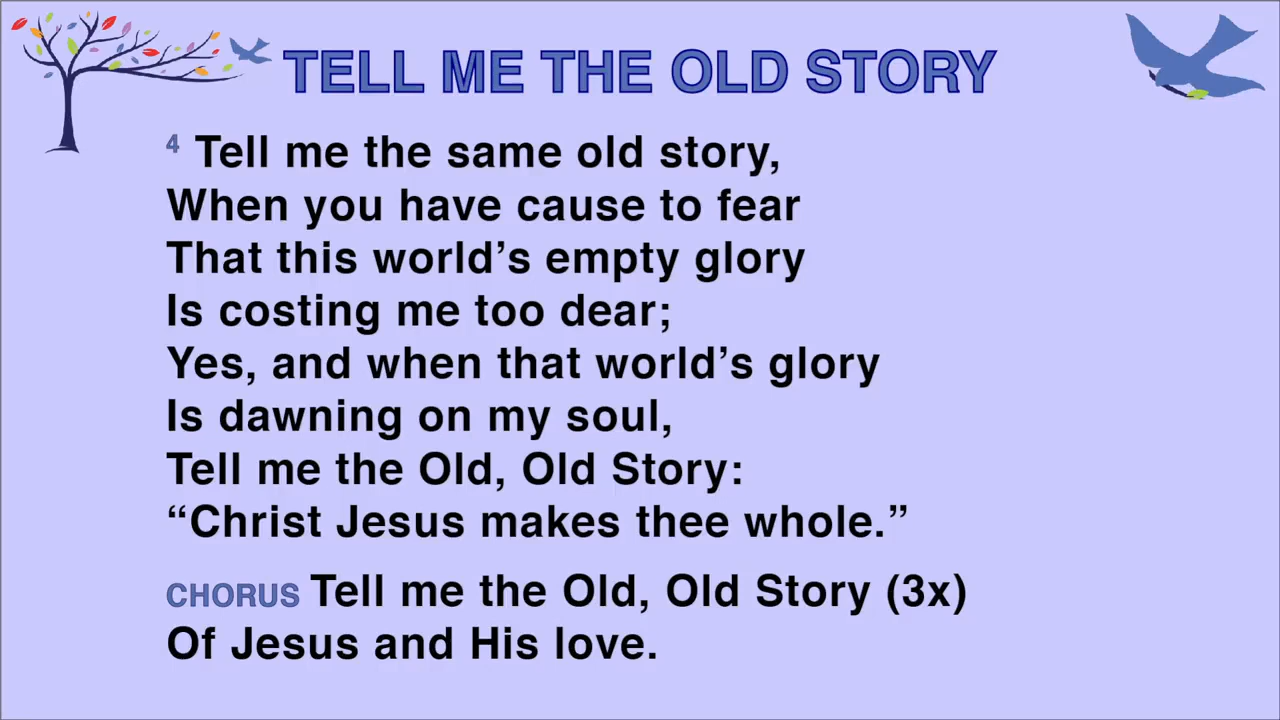 TELL ME THE OLD STORY
4 Tell me the same old story,
When you have cause to fear
That this world’s empty glory
Is costing me too dear;
Yes, and when that world’s glory
Is dawning on my soul,
Tell me the Old, Old Story:
“Christ Jesus makes thee whole.”
CHORUS Tell me the Old, Old Story (3x)
Of Jesus and His love.